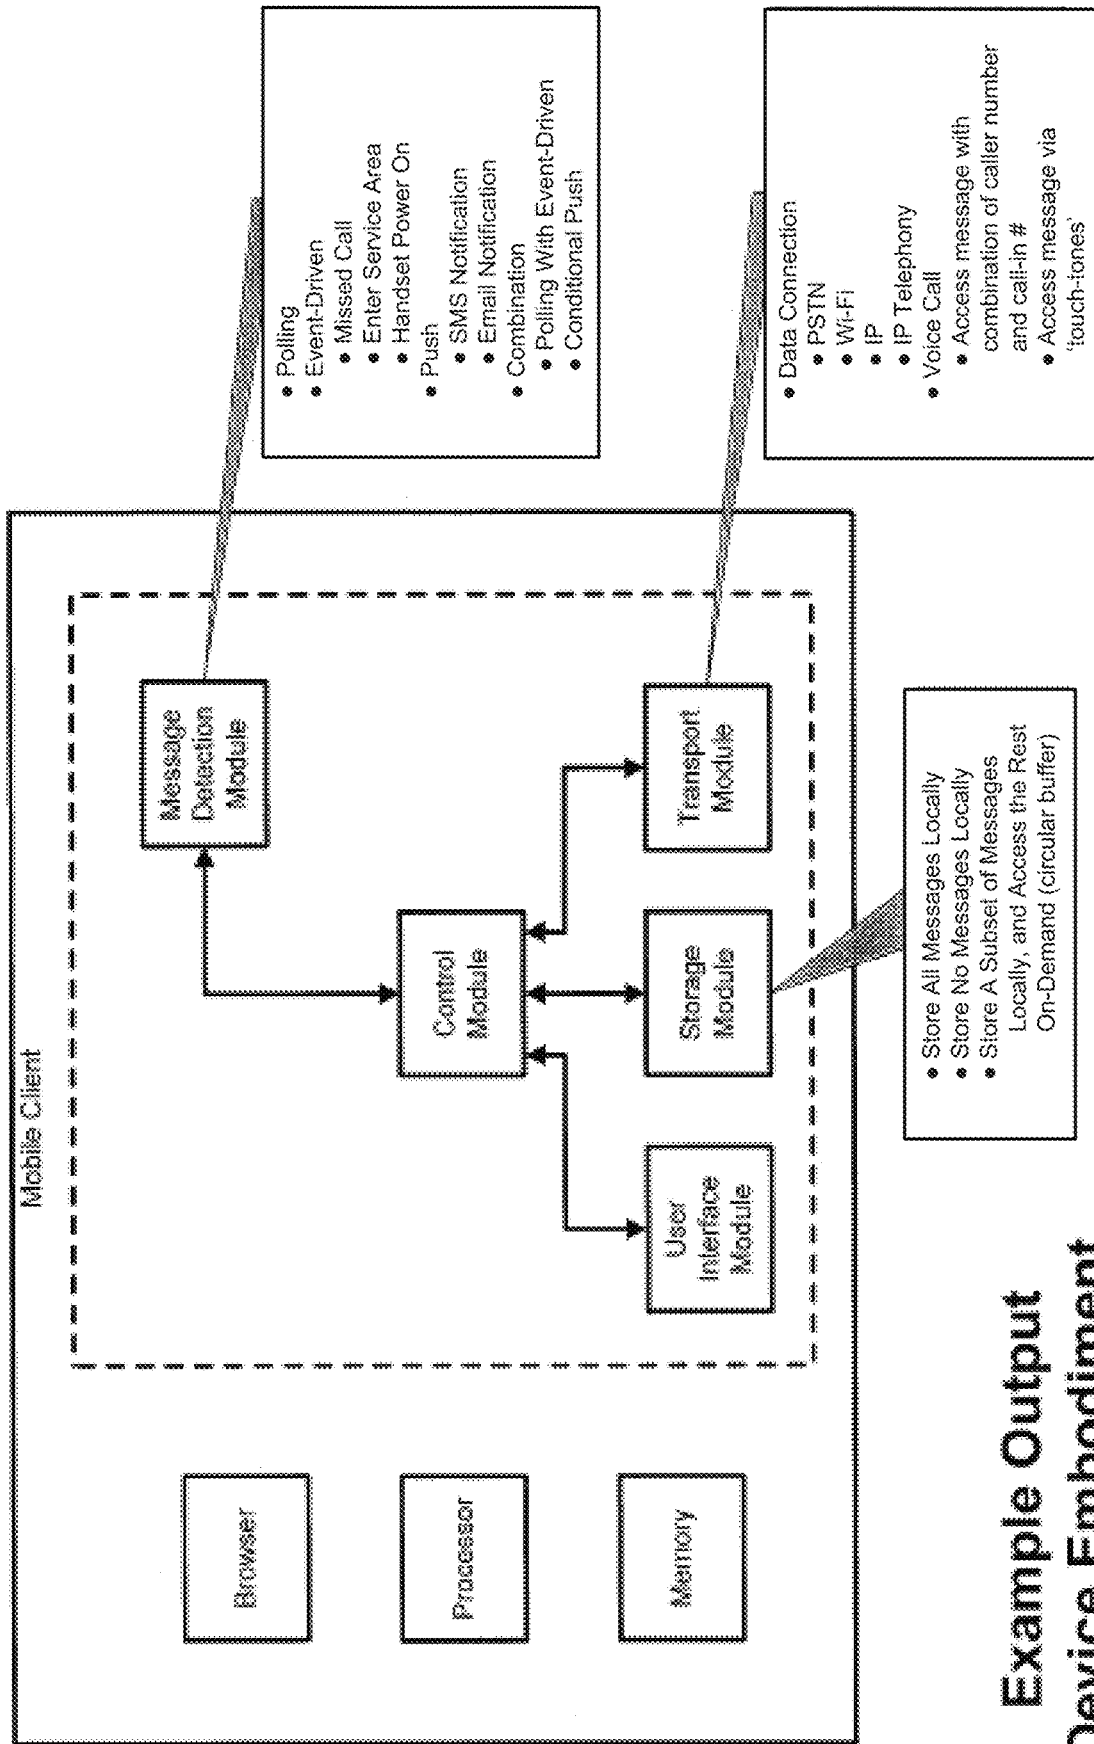 Mobile Client
Browser
Processor
Memory
Message
Detection
Module
Control
Module
User
Interface
Module
Storage
Module
Transport
Module
• Polling
• Event-Driven
• Missed Call
• Enter Service Area
• Handset Power On
• Push
• SMS Notification
• Email Notification
• Combination
• Polling With Event-Driven
• Conditional Push
• Data Connection
• PSTN
• Wi-Fi
• IP
• IP Telephony
• Voice Call
• Access message with
combination of caller number
and call-in #
• Access message via
'touch-tones'
• Store All Messages Locally
• Store No Messages Locally
• Store A Subset of Messages
Locally, and Access the Rest
On-Demand (circular buffer)
Example Output
Device Embodiment